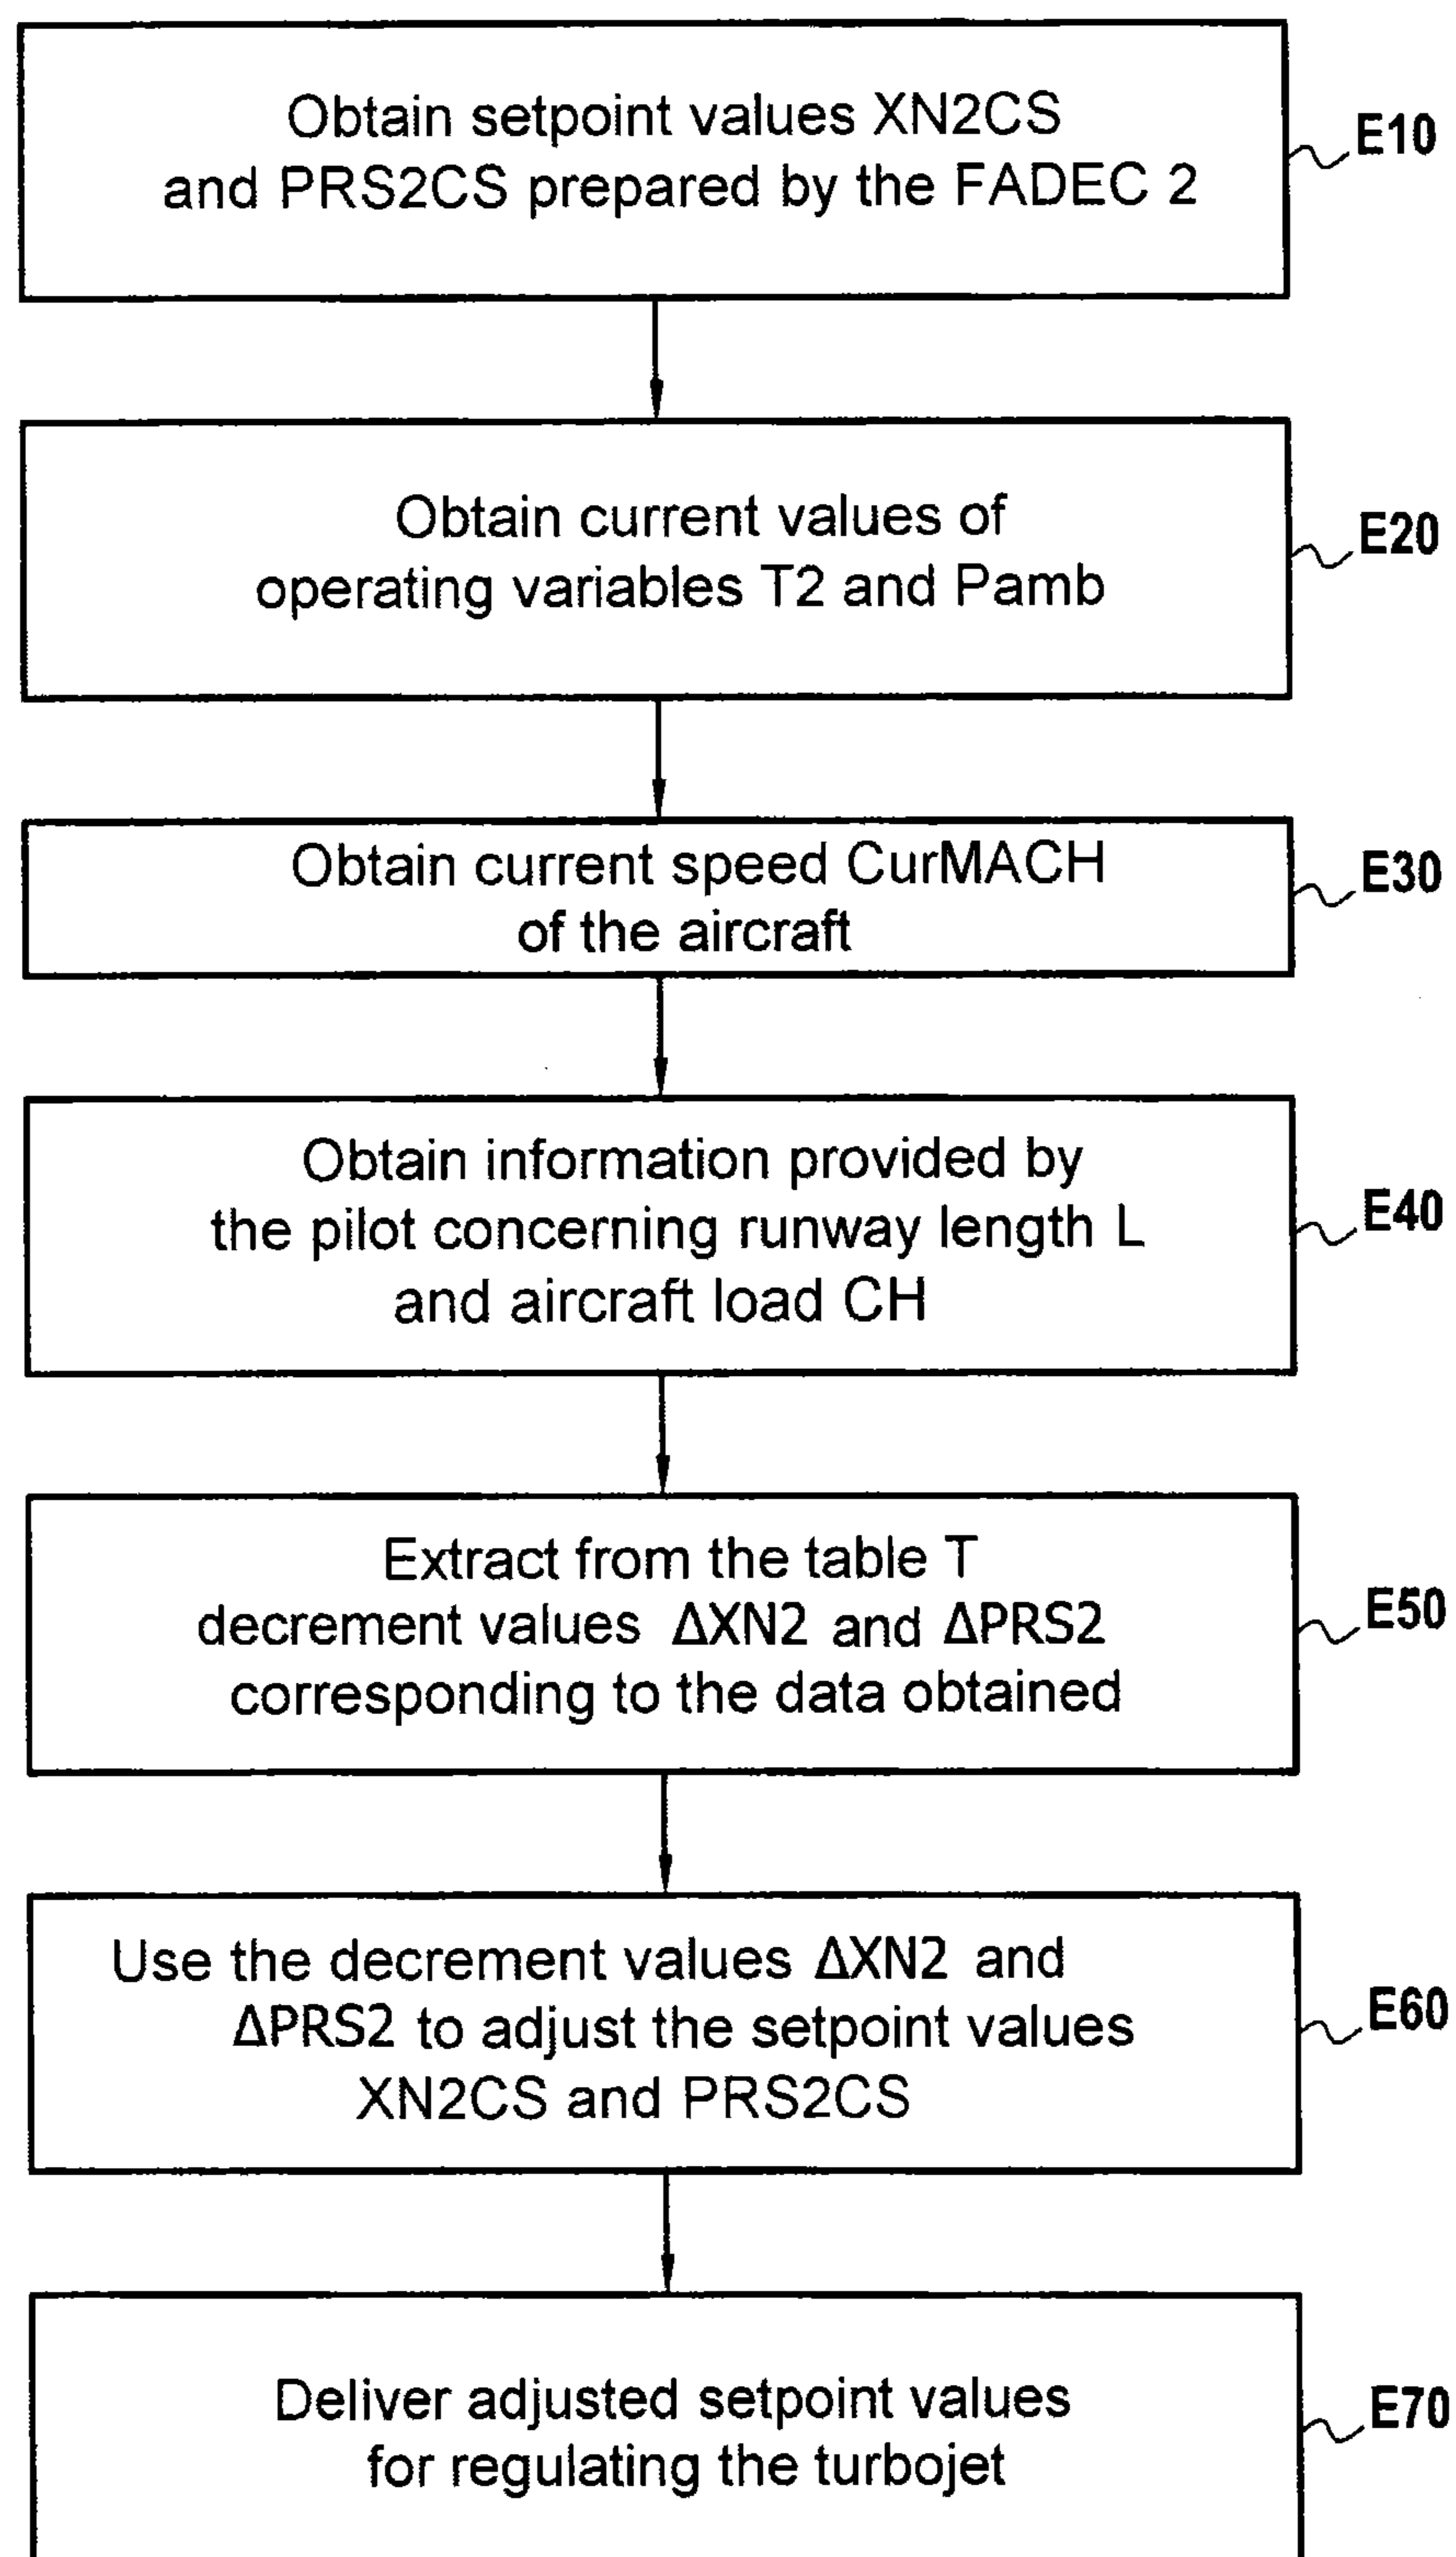 Obtain setpoint values XN2CS
and PRS2CS prepared by the FADEC 2
E10
Obtain current values of
operating variables T2 and Pamb
E20
Obtain current speed CurMACH
of the aircraft
E30
Obtain information provided by
the pilot concerning runway length L
and aircraft load CH
E40
Extract from the table T
decrement values ΔXN2 and ΔPRS2
corresponding to the data obtained
E50
Use the decrement values ΔXN2 and
ΔPRS2 to adjust the setpoint values
XN2CS and PRS2CS
E60
Deliver adjusted setpoint values
for regulating the turbojet
E70